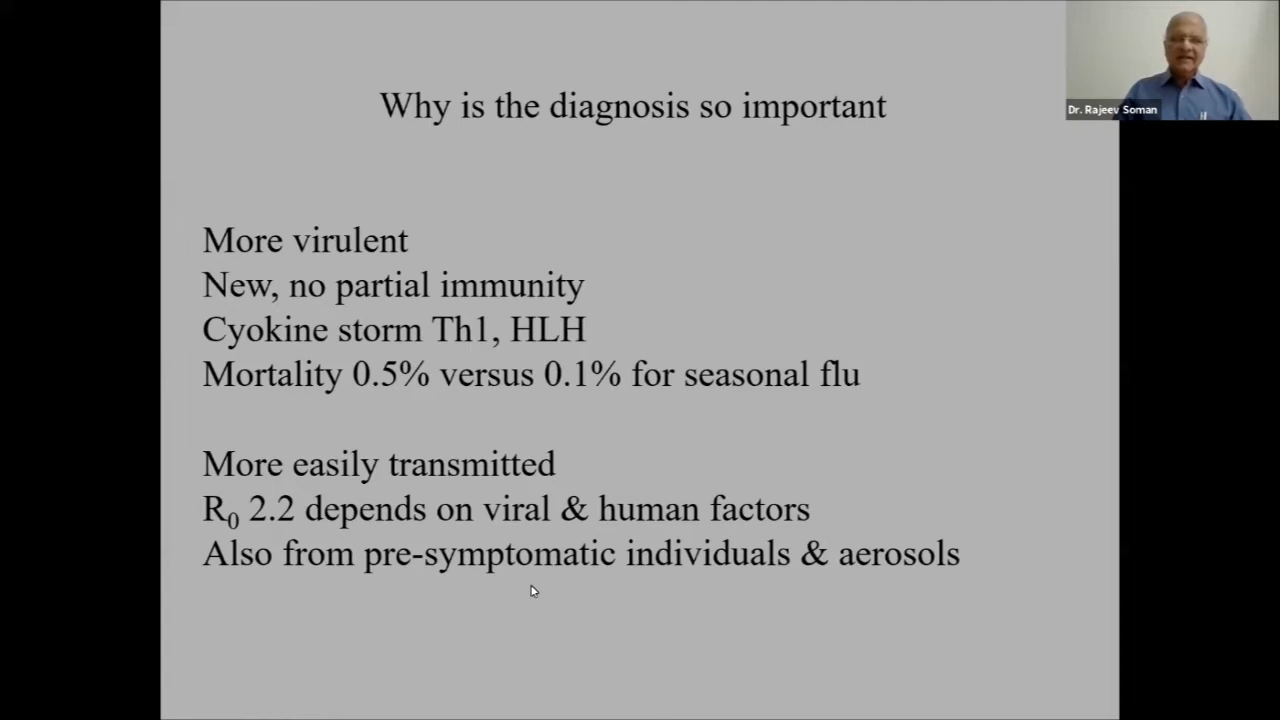 Why is the diagnosis so important
Dr. Rajeev Soman
More virulent
New, no partial immunity
Cyokine storm Th1, HLH
Mortality 0.5% versus 0.1% for seasonal flu
More easily transmitted
R0 2.2 depends on viral & human factors
Also from pre-symptomatic individuals & aerosols